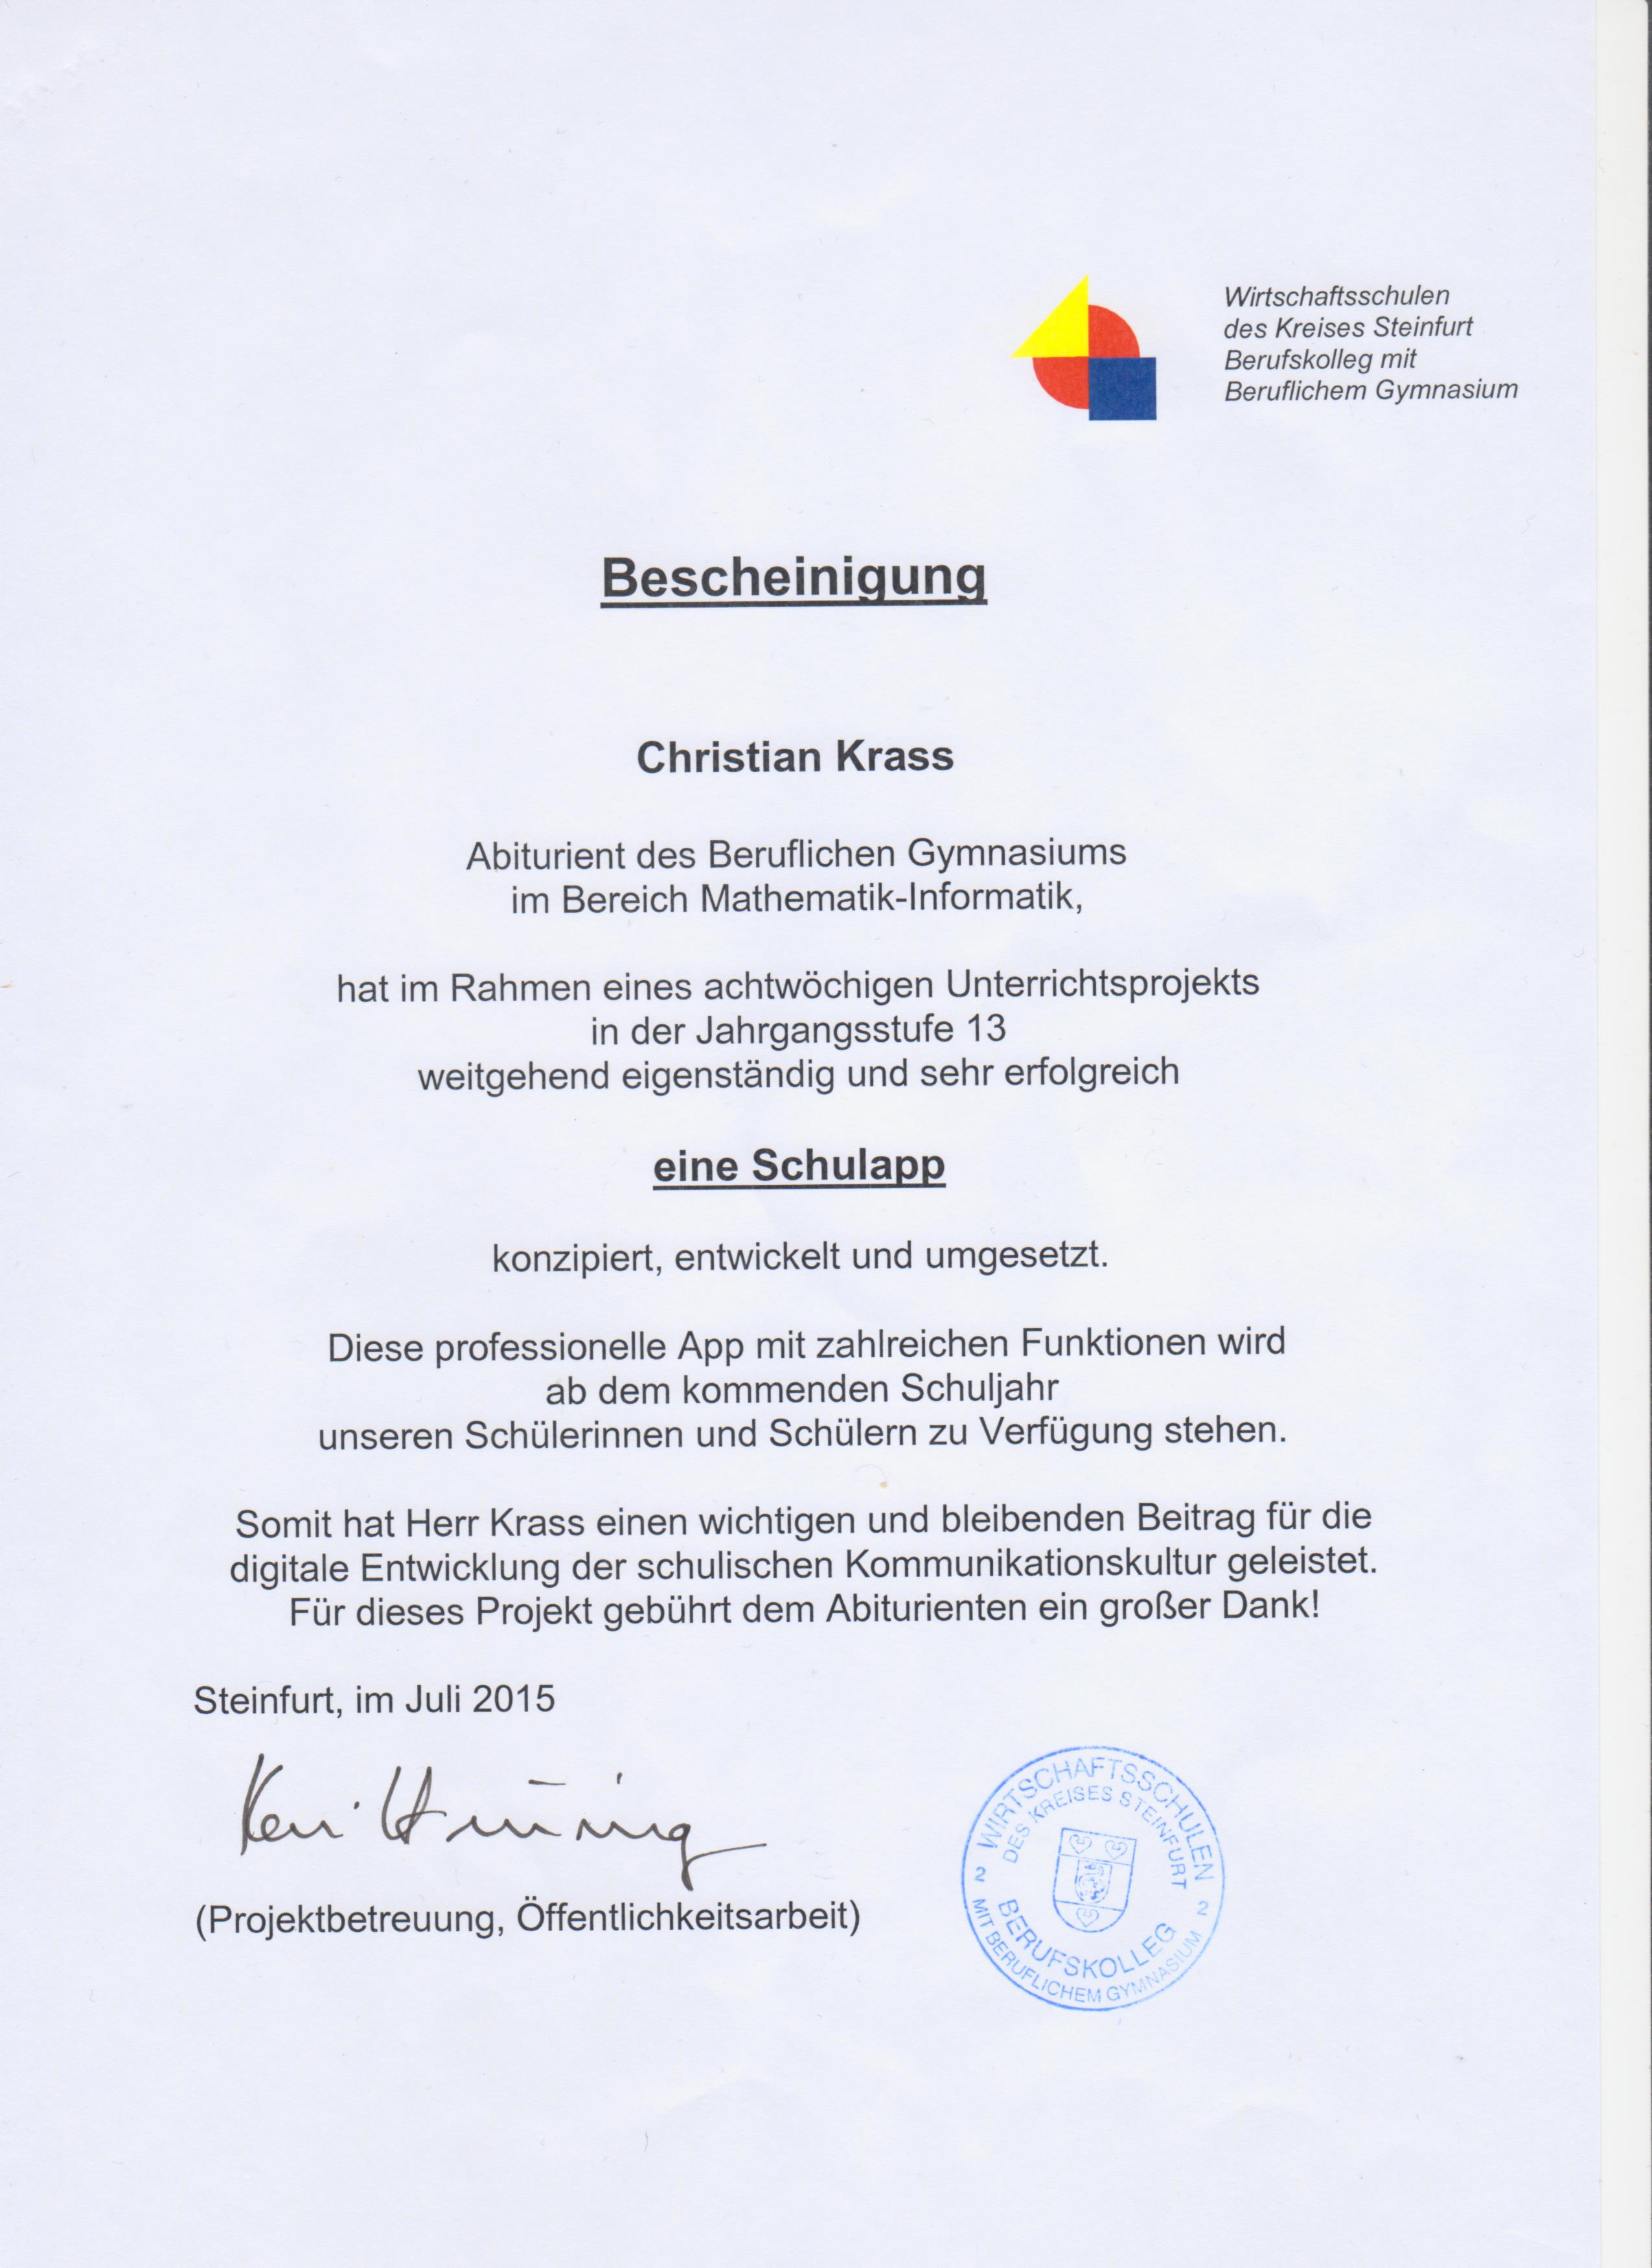 Wirtschaftsschulen
des Kreises Steinfurt
Berufskolleg mit
Beruflichem Gymnasium
Bescheinigung
Christian Krass
Abiturient des Beruflichen Gymnasiums
im Bereich Mathematik-Informatik,
hat im Rahmen eines achtwöchigen Unterrichtsprojekts
in der Jahrgangsstufe 13
weitgehend eigenständig und sehr erfolgreich
eine Schulapp
konzipiert, entwickelt und umgesetzt.
Diese professionelle App mit zahlreichen Funktionen wird
ab dem kommenden Schuljahr
unseren Schülerinnen und Schülern zu Verfügung stehen.
Somit hat Herr Krass einen wichtigen und bleibenden Beitrag für die
digitale Entwicklung der schulischen Kommunikationskultur geleistet.
Für dieses Projekt gebührt dem Abiturienten ein großer Dank!
Steinfurt, im Juli 2015
(Projektbetreuung, Öffentlichkeitsarbeit)
WIRTSCHAFTSSCHULEN
DES KREISES STEINFURT
2 2
BERUFSKOLLEG
MIT BERUFLICHEM GYMNASIUM